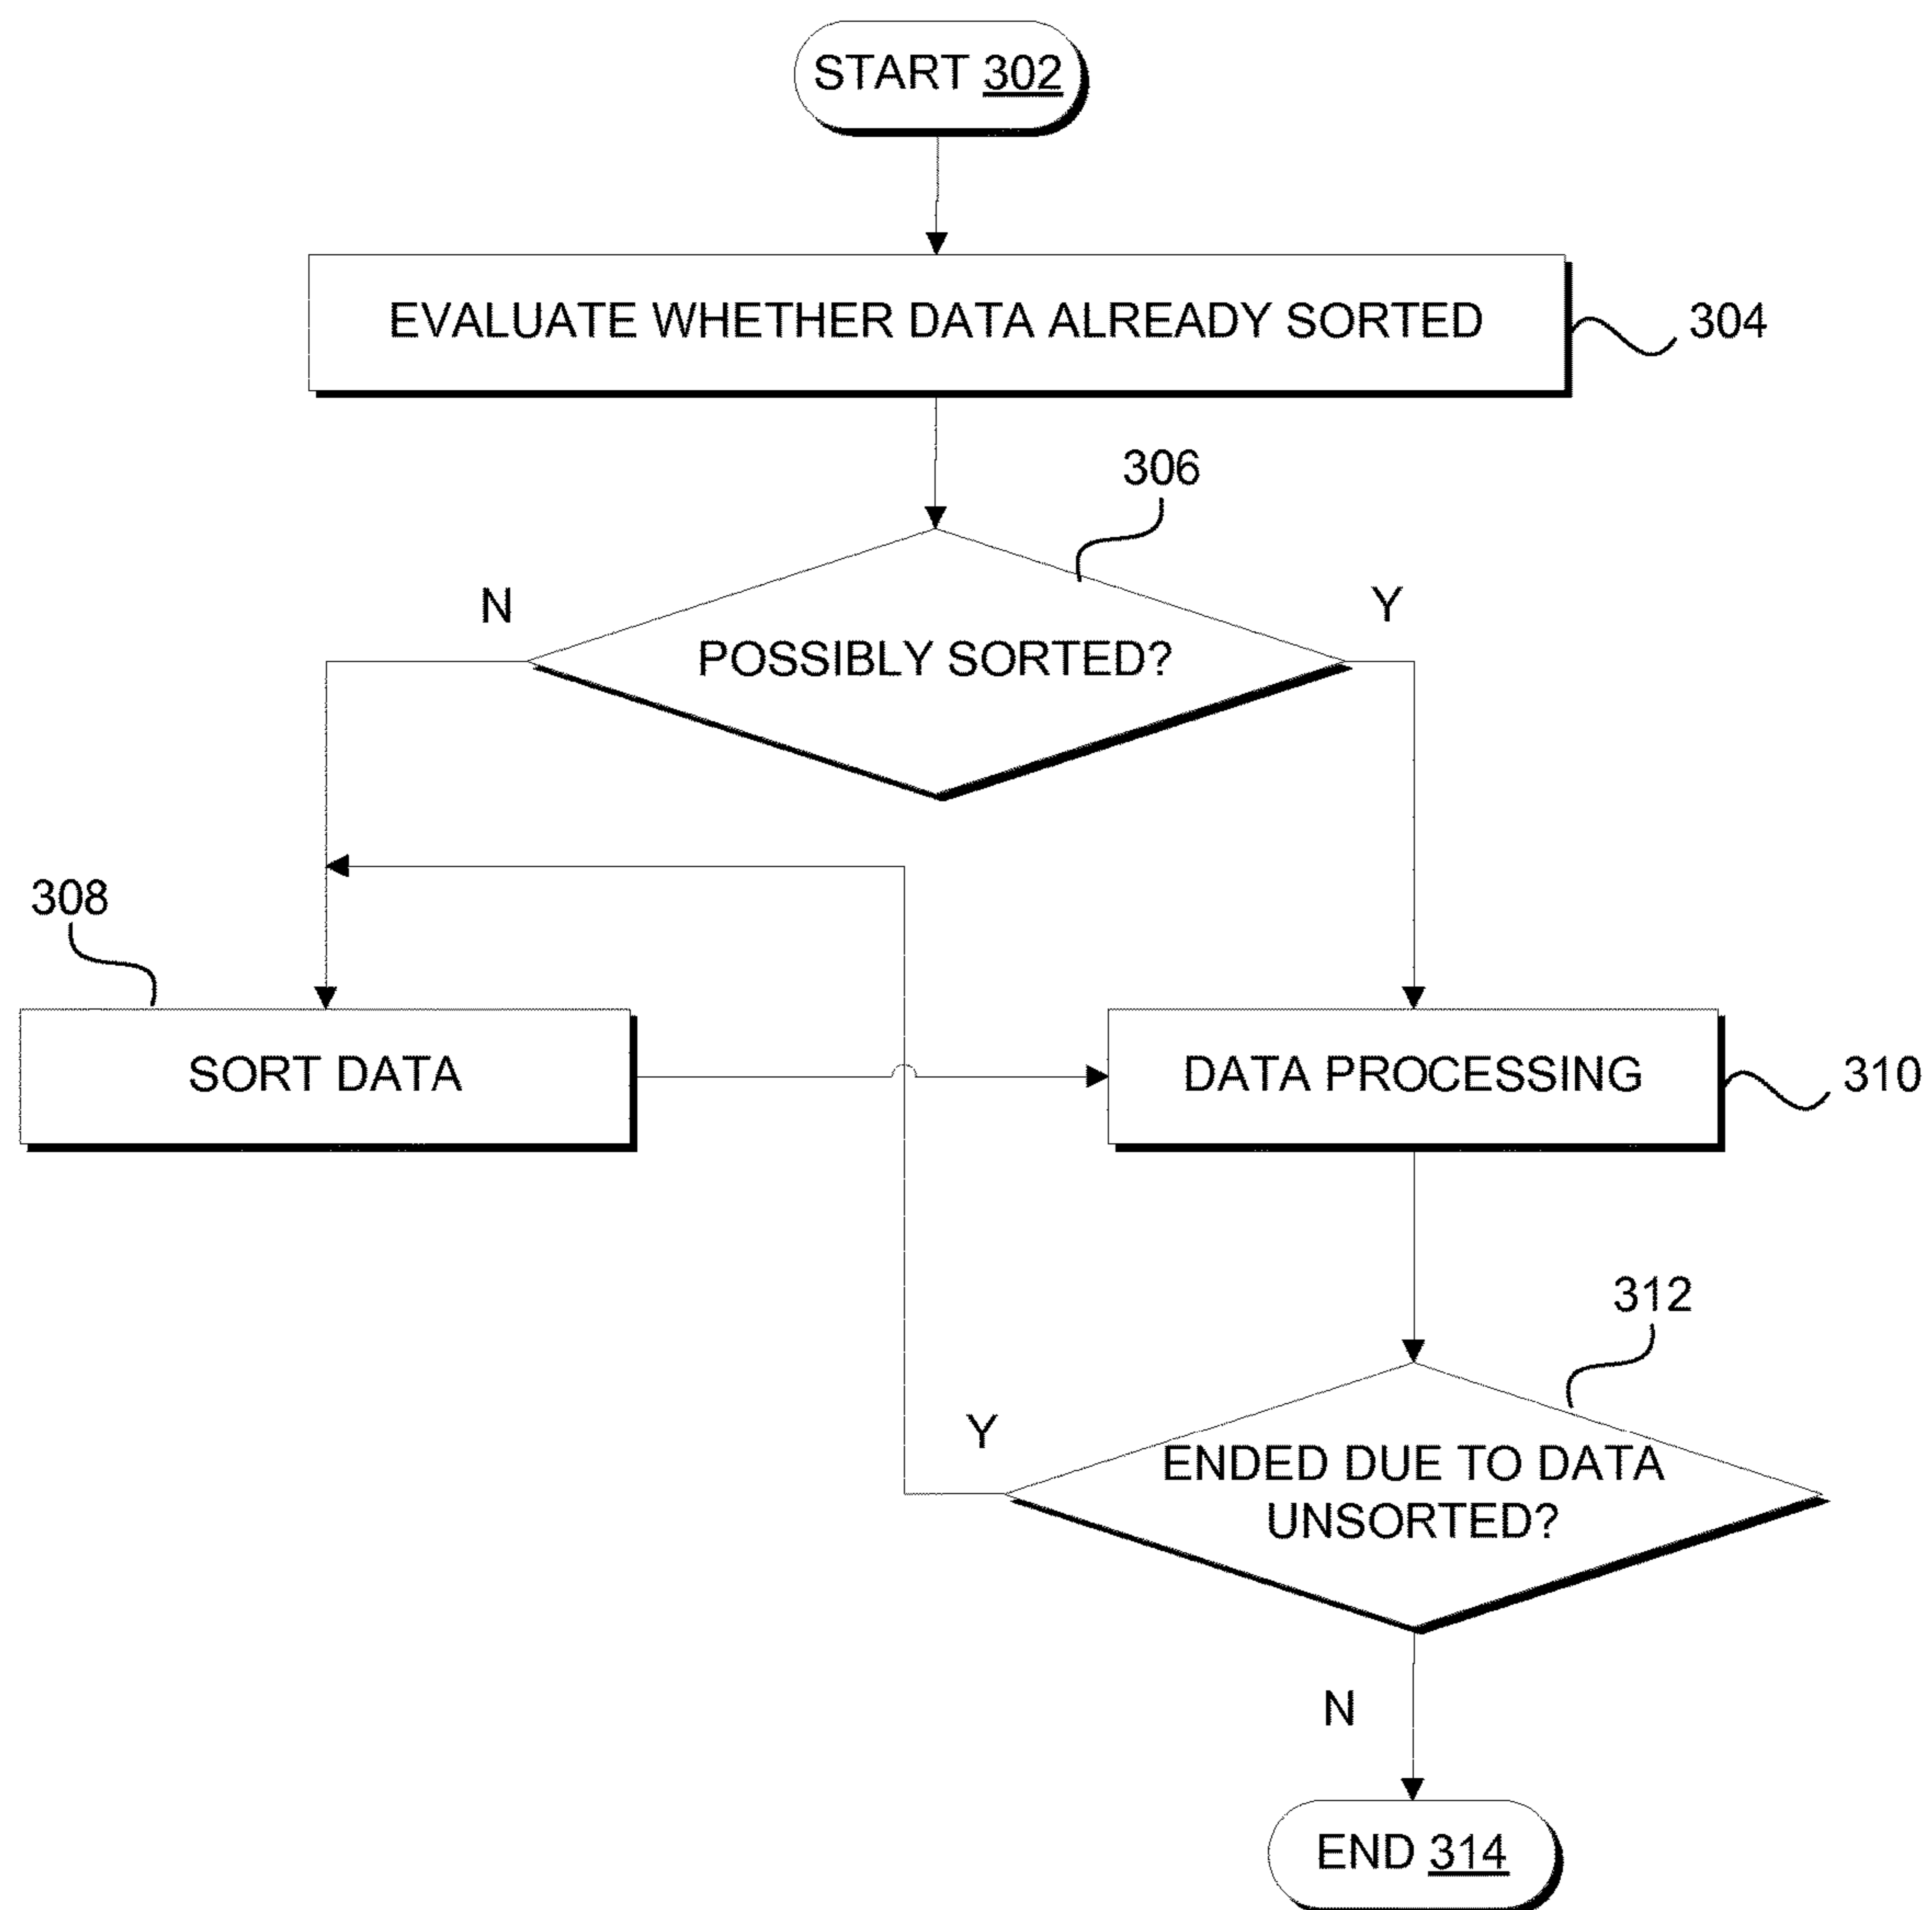 START 302
EVALUATE WHETHER DATA ALREADY SORTED
304
306
N
Y
POSSIBLY SORTED?
308
SORT DATA
DATA PROCESSING
310
312
Y
ENDED DUE TO DATA
UNSORTED?
N
END 314